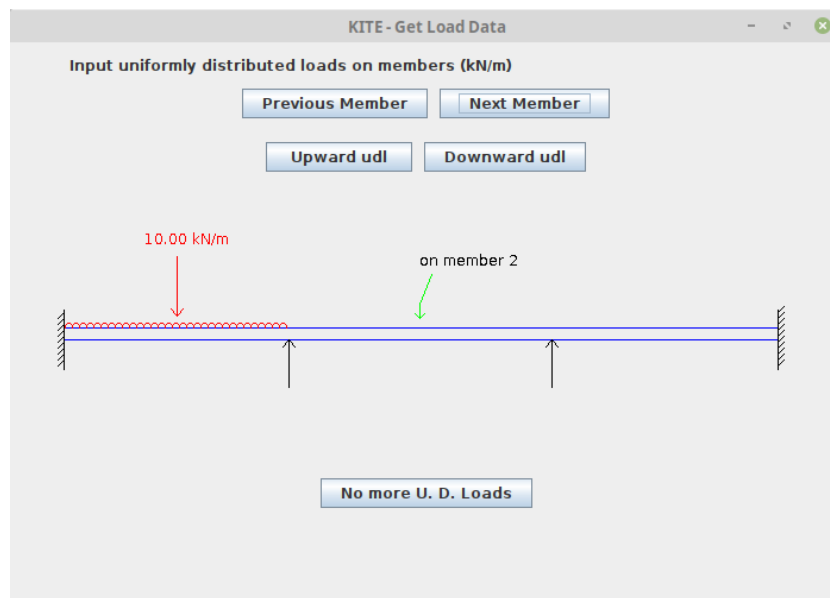 KITE - Get Load Data
Input uniformly distributed loads on members (kN/m)
Previous Member
Next Member
Upward udl
Downward udl
10.00 kN/m
on member 2
No more U. D. Loads